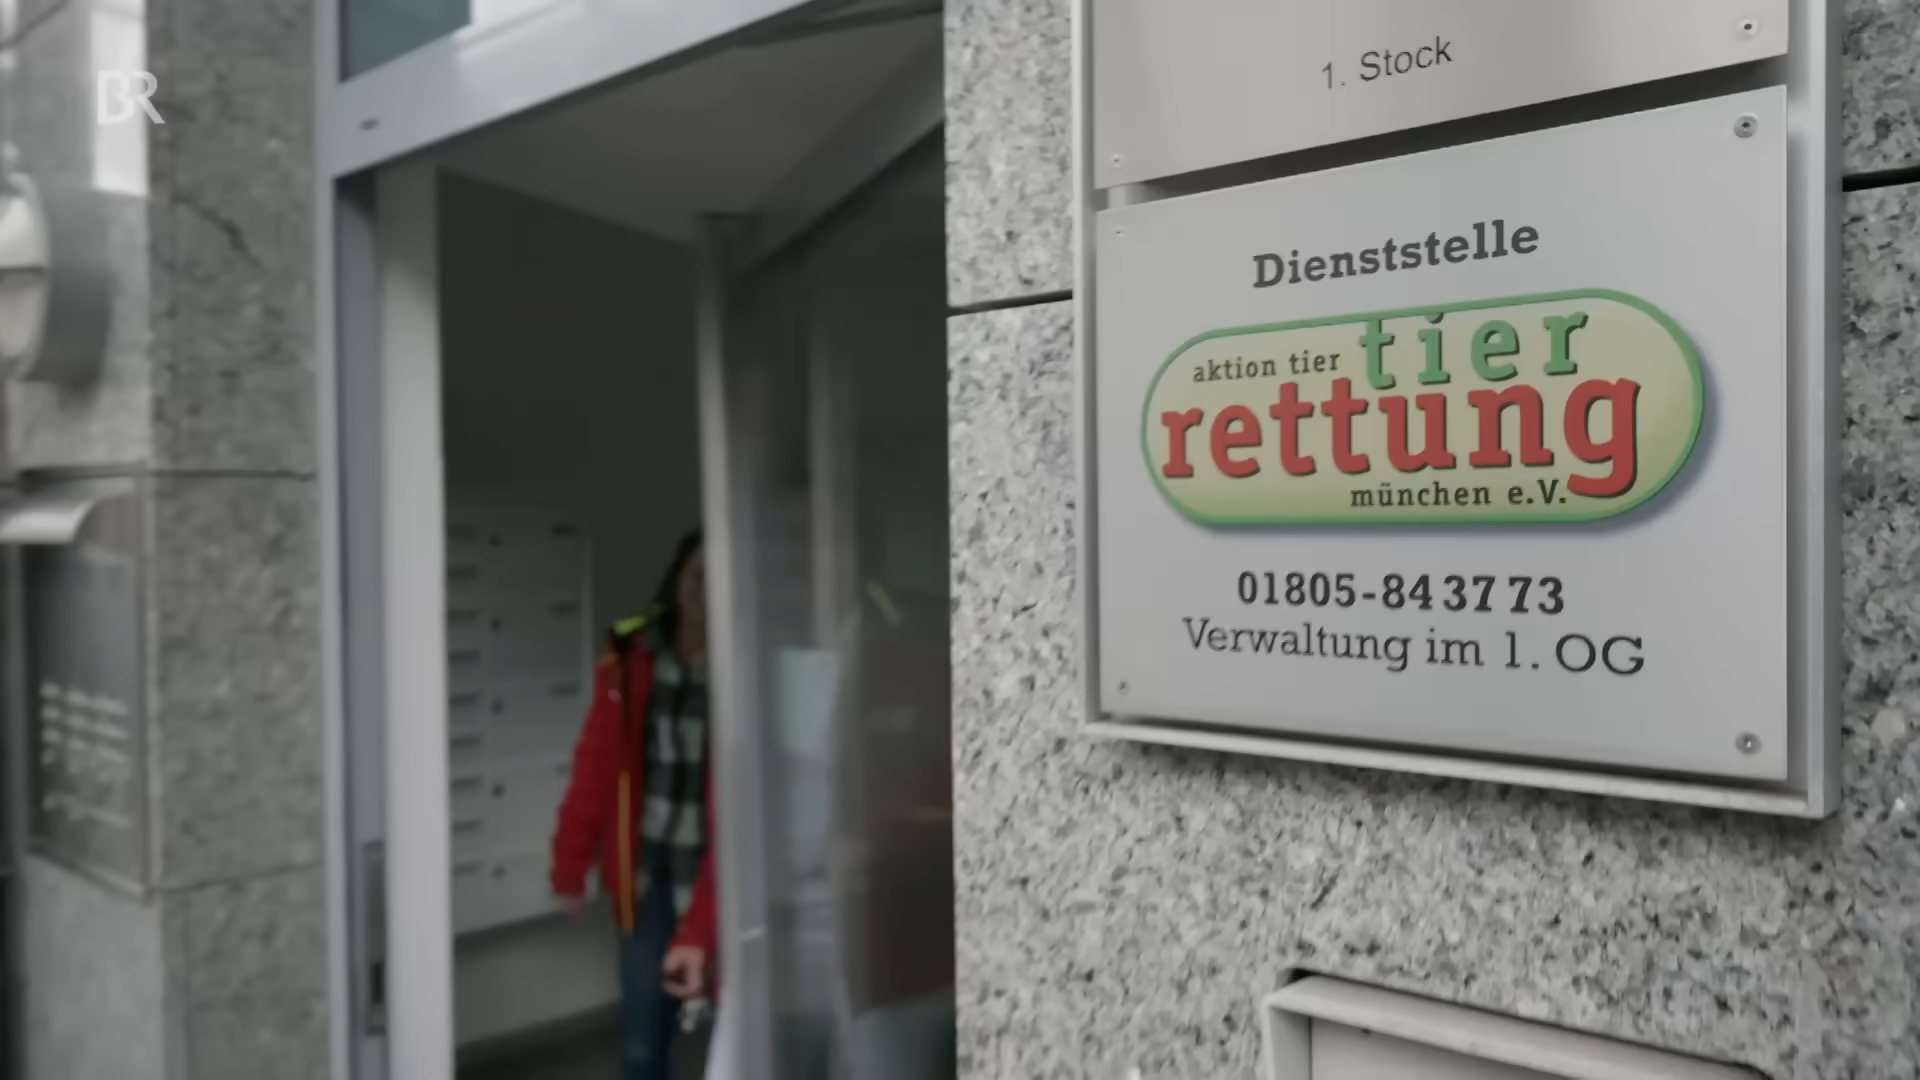 BR
1. Stock
Dienststelle
aktion tier tier
rettung
münchen e.V.
01805-84 37 73
Verwaltung im 1. OG